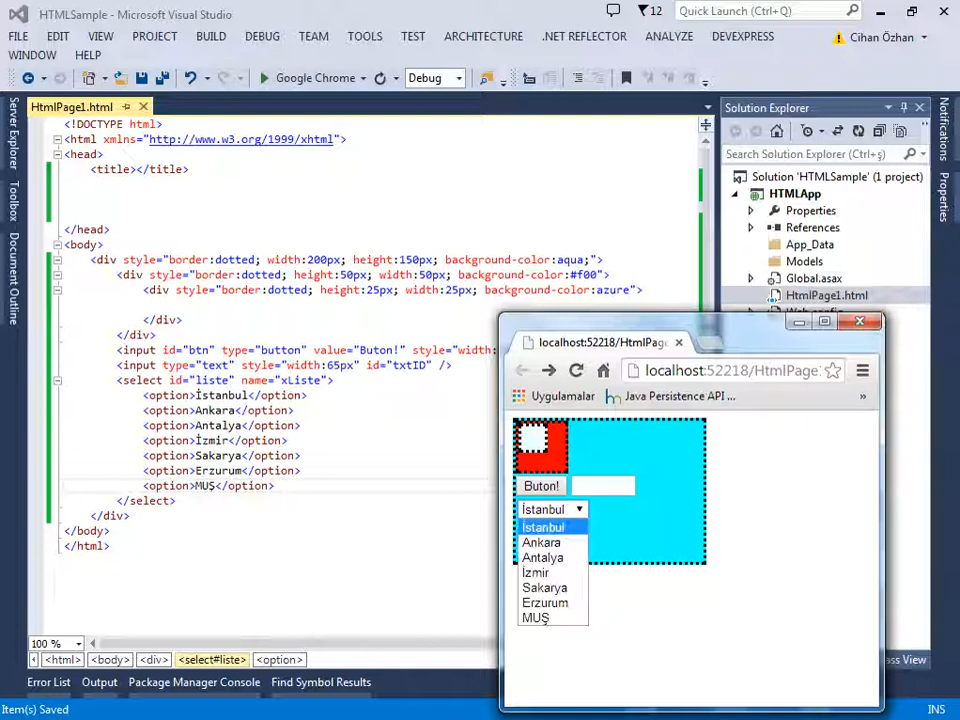 HTMLSample - Microsoft Visual Studio
12
Quick Launch (Ctrl+Q)
FILE EDIT VIEW PROJECT BUILD DEBUG TEAM TOOLS TEST ARCHITECTURE .NET REFLECTOR ANALYZE DEVEXPRESS
Cihan Özhan
WINDOW HELP
Google Chrome
Debug
Server Explorer
Toolbox
Document Outline
HtmlPage1.html
<!DOCTYPE html>
<html xmlns="http://www.w3.org/1999/xhtml">
<head>
<title></title>
</head>
<body>
<div style="border:dotted; width:200px; height:150px; background-color:aqua;">
<div style="border:dotted; height:50px; width:50px; background-color:#f00">
<div style="border:dotted; height:25px; width:25px; background-color:azure">
</div>
</div>
<input id="btn" type="button" value="Buton!" style="width:
<input type="text" style="width:65px" id="txtID" />
<select id="liste" name="xListe">
<option>İstanbul</option>
<option>Ankara</option>
<option>Antalya</option>
<option>İzmir</option>
<option>Sakarya</option>
<option>Erzurum</option>
<option>MUŞ</option>
</select>
</div>
</body>
</html>
100 %
<html> <body> <div> <select#liste> <option>
Error List Output Package Manager Console Find Symbol Results
Item(s) Saved
INS
Solution Explorer
Search Solution Explorer (Ctrl+ş)
Solution 'HTMLSample' (1 project)
HTMLApp
Properties
References
App_Data
Models
Global.asax
HtmlPage1.html
Notifications
Properties
ass View
localhost:52218/HtmlPage
localhost:52218/HtmlPage1
Uygulamalar
Java Persistence API ...
»
Buton!
İstanbul
İstanbul
Ankara
Antalya
İzmir
Sakarya
Erzurum
MUŞ